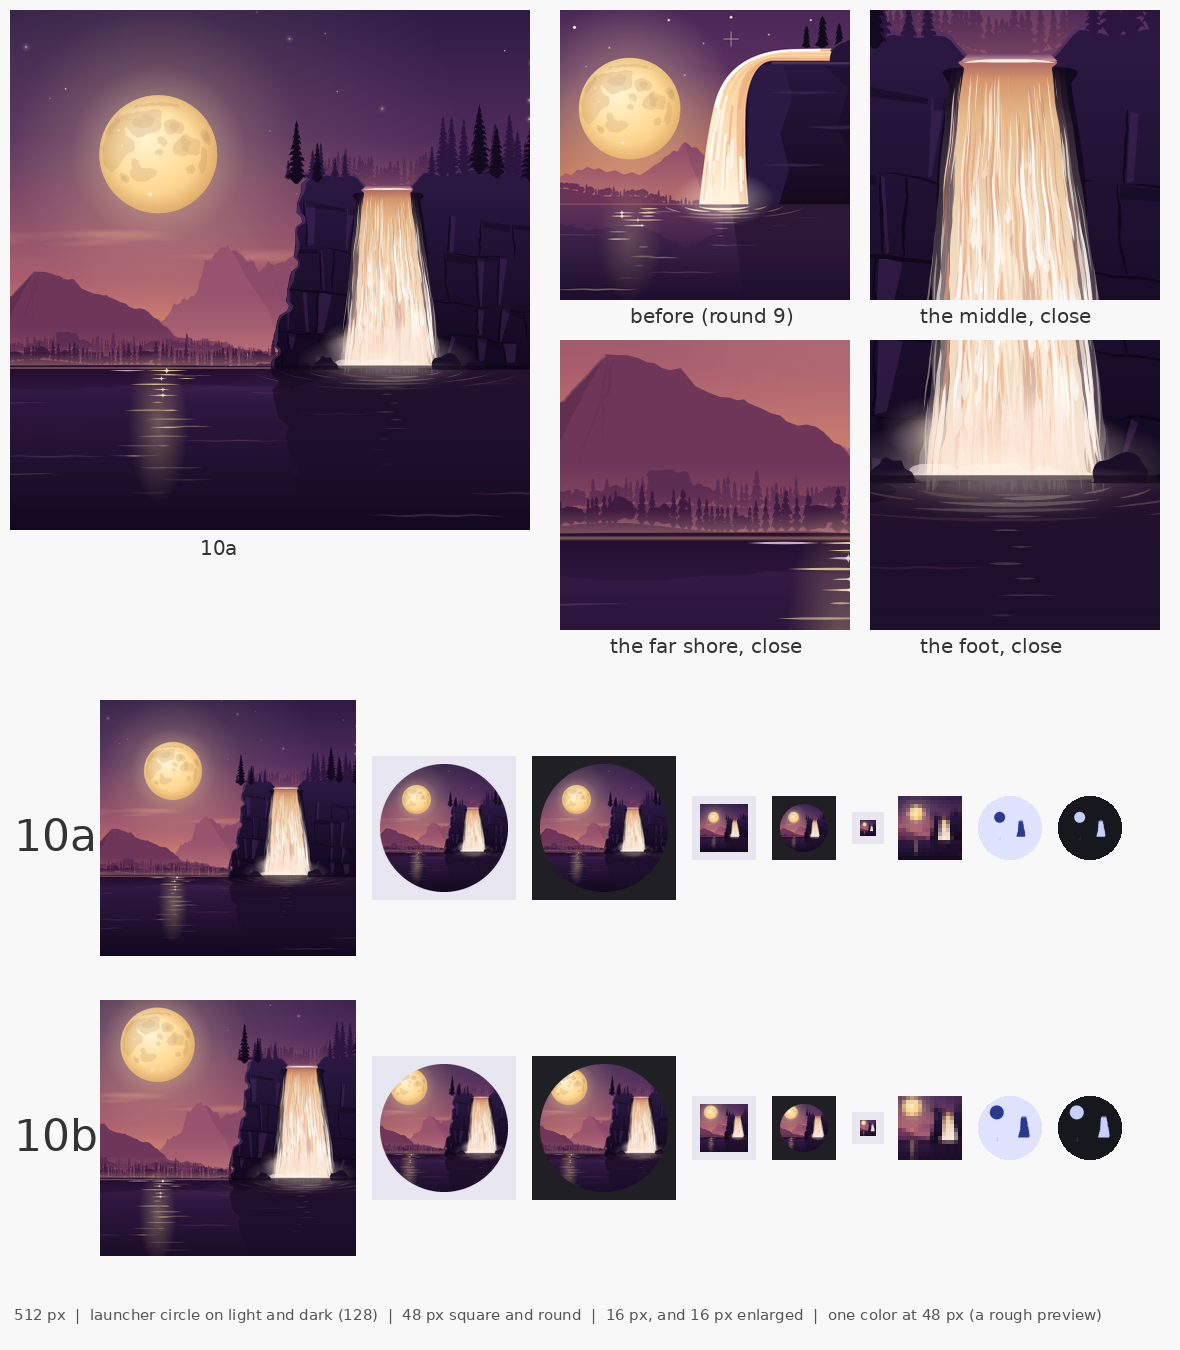 before (round 9)
the middle, close
10a
the far shore, close
the foot, close
10a
10b
512 px | launcher circle on light and dark (128) | 48 px square and round | 16 px, and 16 px enlarged | one color at 48 px (a rough preview)